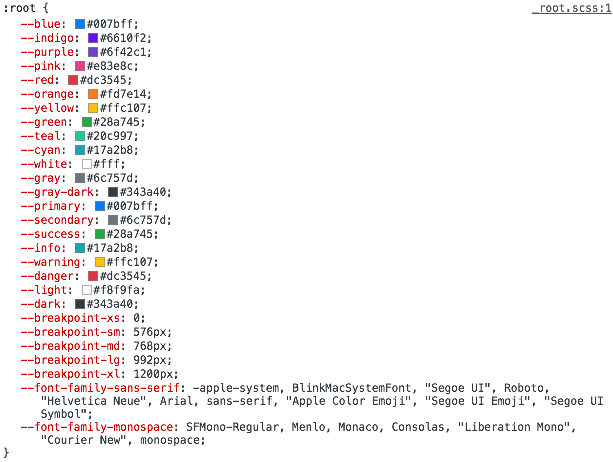 :root { _root.scss:1
--blue: #007bff;
--indigo: #6610f2;
--purple: #6f42c1;
--pink: #e83e8c;
--red: #dc3545;
--orange: #fd7e14;
--yellow: #ffc107;
--green: #28a745;
--teal: #20c997;
--cyan: #17a2b8;
--white: #fff;
--gray: #6c757d;
--gray-dark: #343a40;
--primary: #007bff;
--secondary: #6c757d;
--success: #28a745;
--info: #17a2b8;
--warning: #ffc107;
--danger: #dc3545;
--light: #f8f9fa;
--dark: #343a40;
--breakpoint-xs: 0;
--breakpoint-sm: 576px;
--breakpoint-md: 768px;
--breakpoint-lg: 992px;
--breakpoint-xl: 1200px;
--font-family-sans-serif: -apple-system, BlinkMacSystemFont, "Segoe UI", Roboto,
"Helvetica Neue", Arial, sans-serif, "Apple Color Emoji", "Segoe UI Emoji", "Segoe UI
Symbol";
--font-family-monospace: SFMono-Regular, Menlo, Monaco, Consolas, "Liberation Mono",
"Courier New", monospace;
}